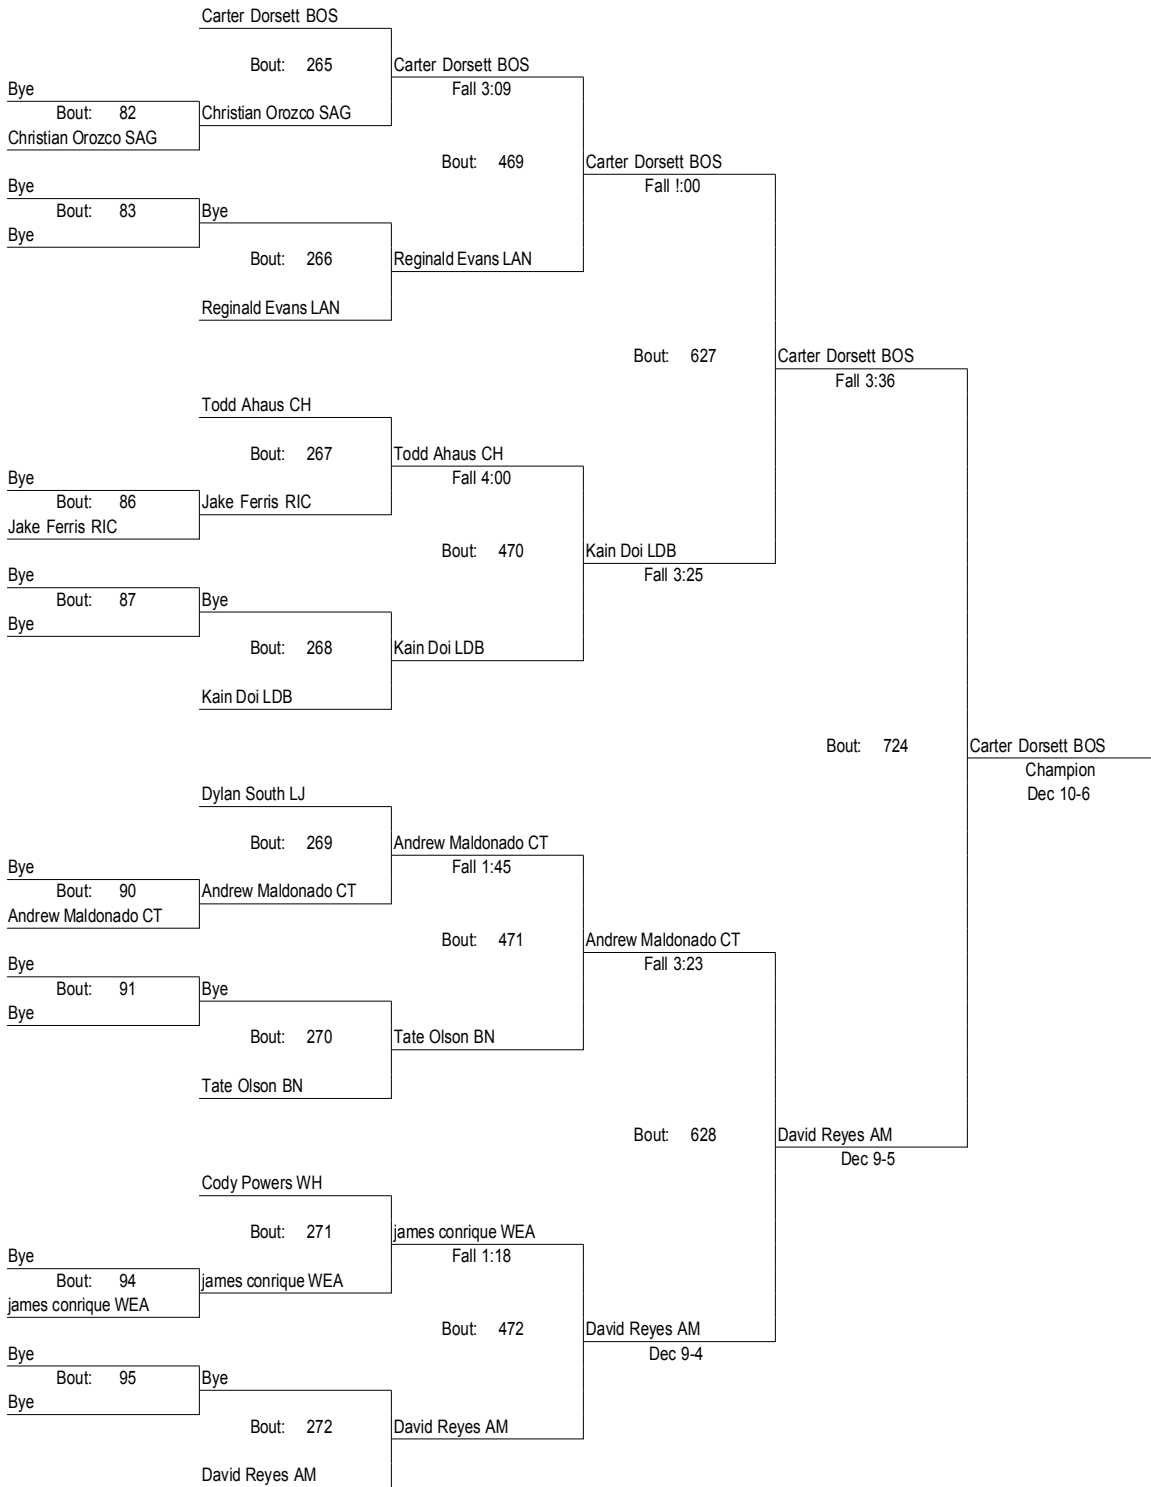 Carter Dorsett BOS
Bout: 265 Carter Dorsett BOS
Bye Fall 3:09
Bout: 82 Christian Orozco SAG
Christian Orozco SAG
Bout: 469 Carter Dorsett BOS
Bye Fall !:00
Bout: 83 Bye
Bye
Bout: 266 Reginald Evans LAN
Reginald Evans LAN
Bout: 627 Carter Dorsett BOS
Fall 3:36
Todd Ahaus CH
Bout: 267 Todd Ahaus CH
Bye Fall 4:00
Bout: 86 Jake Ferris RIC
Jake Ferris RIC
Bout: 470 Kain Doi LDB
Bye Fall 3:25
Bout: 87 Bye
Bye
Bout: 268 Kain Doi LDB
Kain Doi LDB
Bout: 724 Carter Dorsett BOS
Champion
Dylan South LJ Dec 10-6
Bout: 269 Andrew Maldonado CT
Bye Fall 1:45
Bout: 90 Andrew Maldonado CT
Andrew Maldonado CT
Bout: 471 Andrew Maldonado CT
Bye Fall 3:23
Bout: 91 Bye
Bye
Bout: 270 Tate Olson BN
Tate Olson BN
Bout: 628 David Reyes AM
Dec 9-5
Cody Powers WH
Bout: 271 james conrique WEA
Bye Fall 1:18
Bout: 94 james conrique WEA
james conrique WEA
Bout: 472 David Reyes AM
Bye Dec 9-4
Bout: 95 Bye
Bye
Bout: 272 David Reyes AM
David Reyes AM